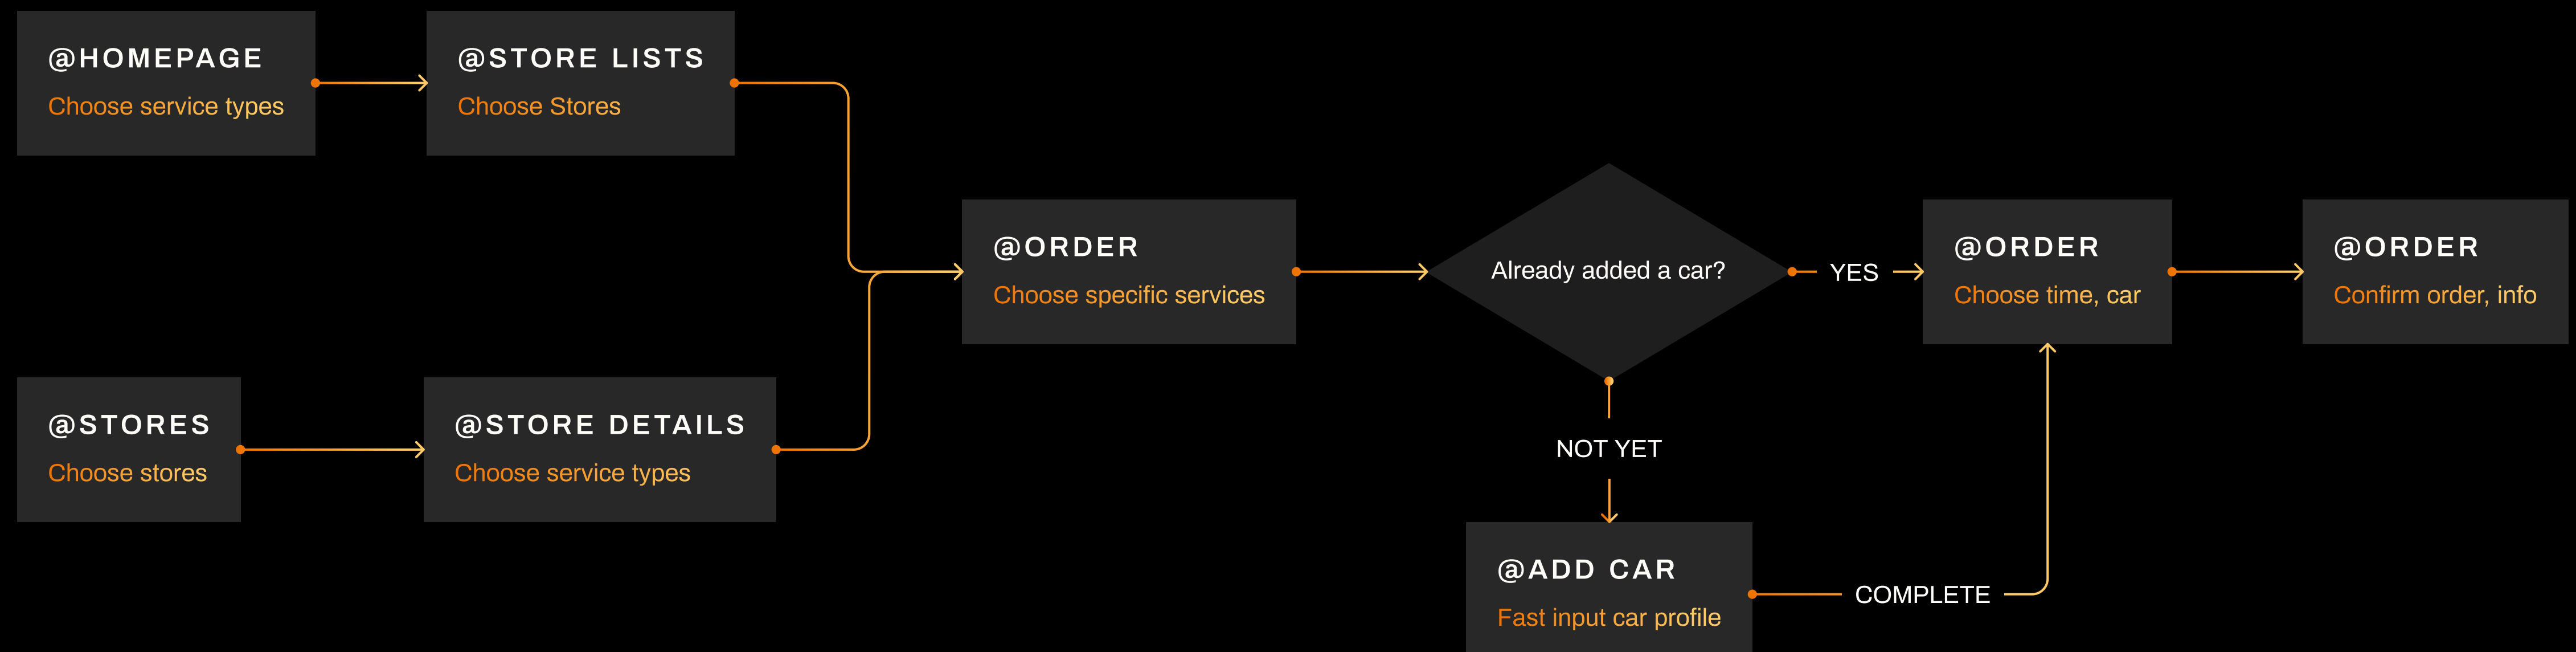 @HOMEPAGE
Choose service types
@STORE LISTS
Choose Stores
@STORES
Choose stores
@STORE DETAILS
Choose service types
@ORDER
Choose specific services
Already added a car?
YES
NOT YET
@ADD CAR
Fast input car profile
COMPLETE
@ORDER
Choose time, car
@ORDER
Confirm order, info